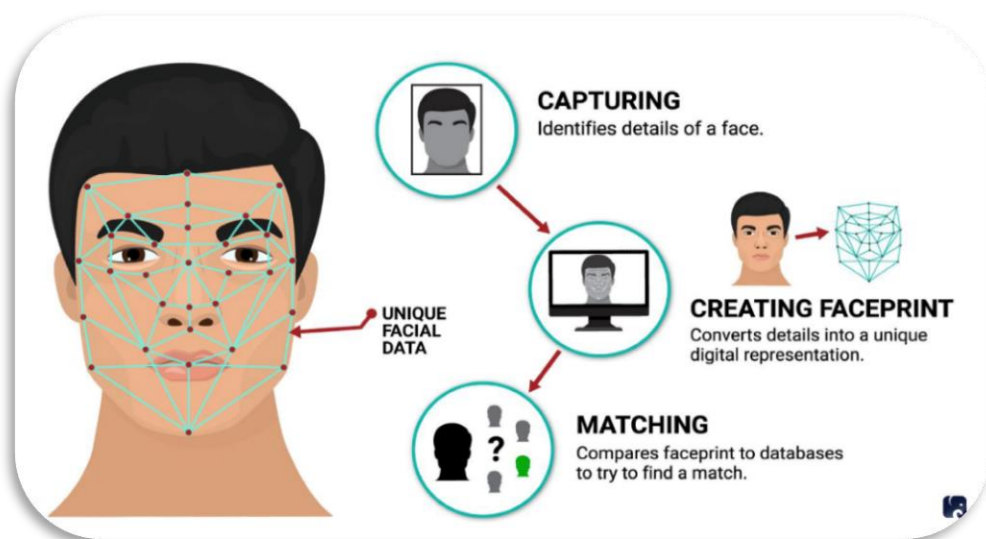 CAPTURING
Identifies details of a face.
UNIQUE
FACIAL
DATA
CREATING FACEPRINT
Converts details into a unique
digital representation.
MATCHING
Compares faceprint to databases
to try to find a match.
?